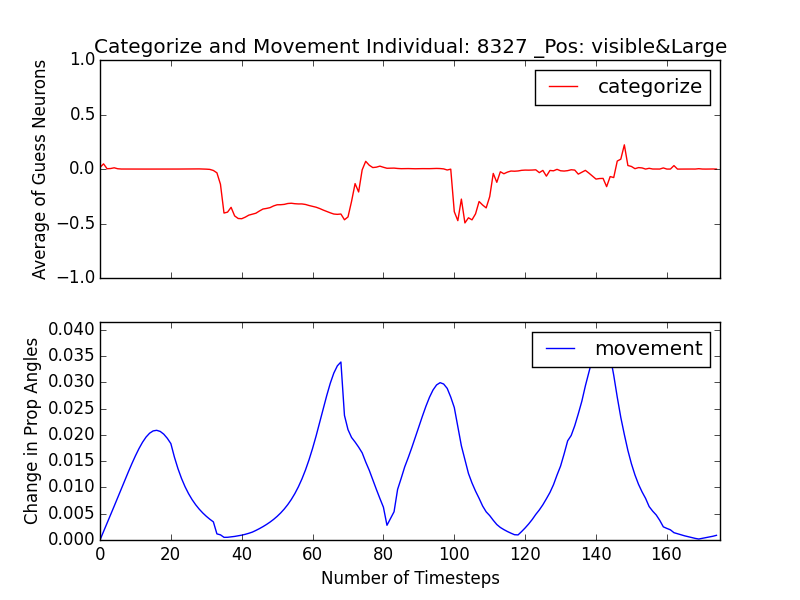 Categorize and Movement Individual: 8327 _Pos: visible&Large
1.0
0.5
0.0
−0.5
−1.0
Average of Guess Neurons
categorize
0.040
0.035
0.030
0.025
0.020
0.015
0.010
0.005
0.000
Change in Prop Angles
movement
0 20 40 60 80 100 120 140 160
Number of Timesteps